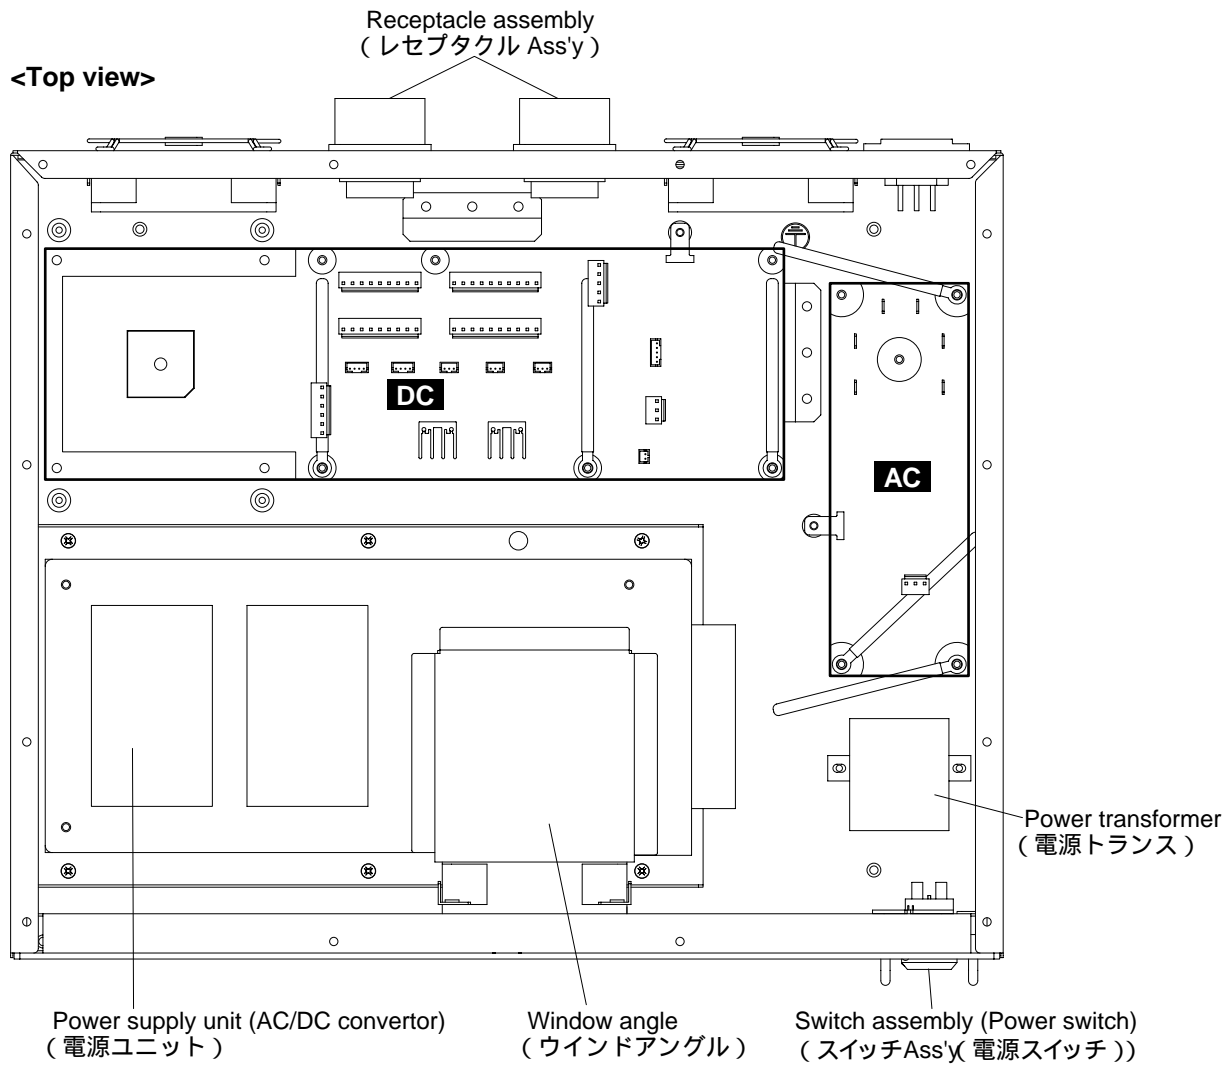 Receptacle assembly
(レセプタクル Ass'y)
<Top view>
DC
AC
Power transformer
(電源トランス)
Power supply unit (AC/DC convertor)
(電源ユニット)
Window angle
(ウインドアングル)
Switch assembly (Power switch)
(スイッチAss'y(電源スイッチ))